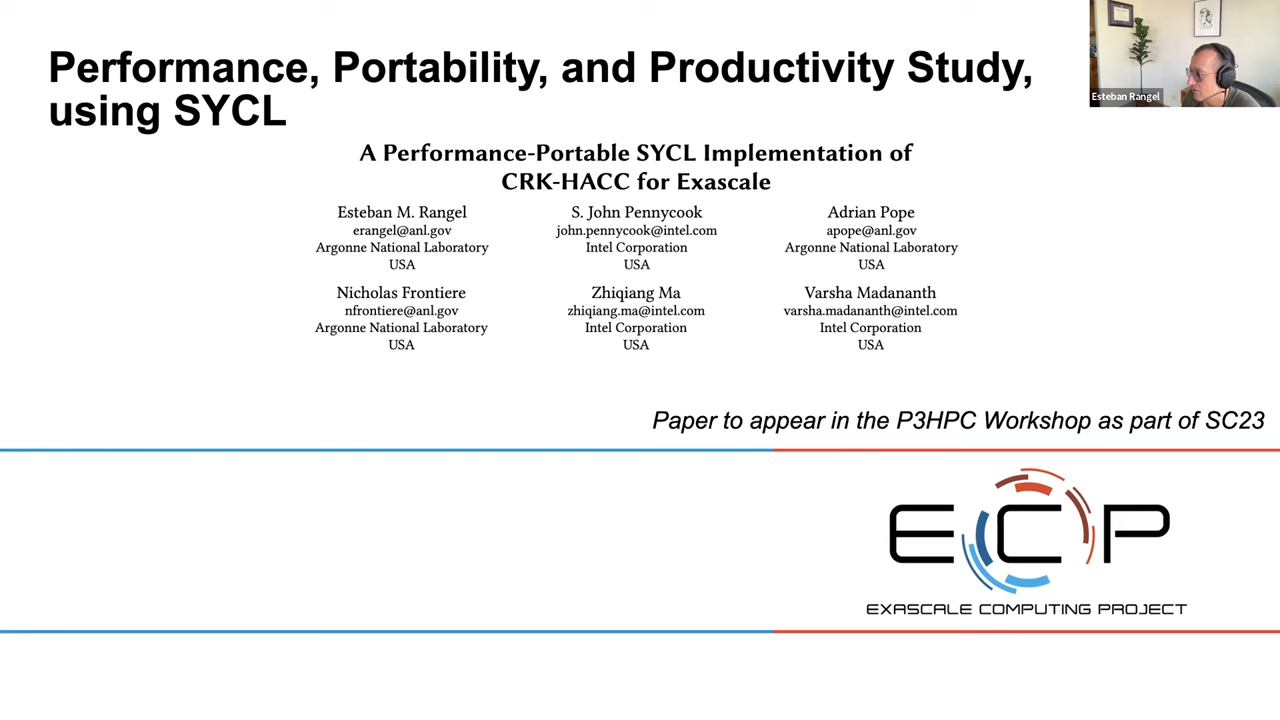 Performance, Portability, and Productivity Study,
using SYCL
Esteban Rangel
A Performance-Portable SYCL Implementation of
CRK-HACC for Exascale
Esteban M. Rangel
erangel@anl.gov
Argonne National Laboratory
USA
S. John Pennycook
john.pennycook@intel.com
Intel Corporation
USA
Adrian Pope
apope@anl.gov
Argonne National Laboratory
USA
Nicholas Frontiere
nfrontiere@anl.gov
Argonne National Laboratory
USA
Zhiqiang Ma
zhiqiang.ma@intel.com
Intel Corporation
USA
Varsha Madananth
varsha.madananth@intel.com
Intel Corporation
USA
Paper to appear in the P3HPC Workshop as part of SC23
ECP
EXASCALE COMPUTING PROJECT